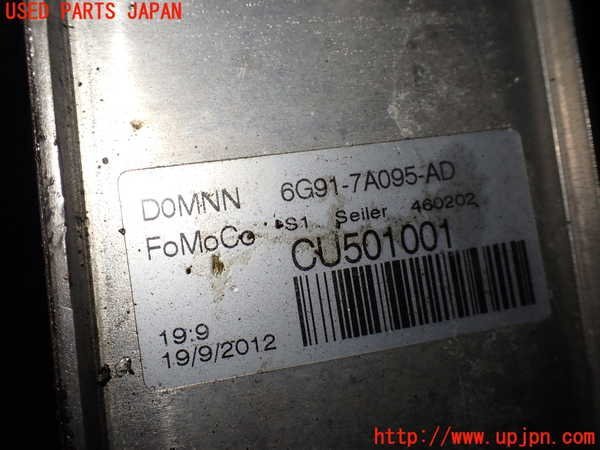 USED PARTS JAPAN
DOMNN 6G91-7A095-AD
FoMoCo S1 Seiler 460202
CU501001
19:9
19/9/2012
http://www.upjpn.com/